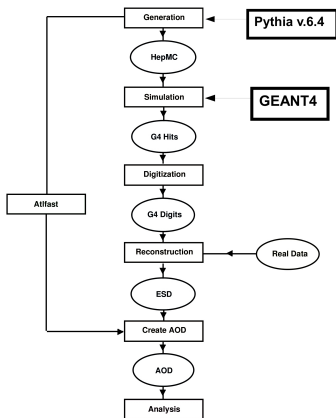 Generation
Pythia v.6.4
HepMC
Simulation
GEANT4
G4 Hits
Digitization
Atlfast
G4 Digits
Reconstruction
Real Data
ESD
Create AOD
AOD
Analysis